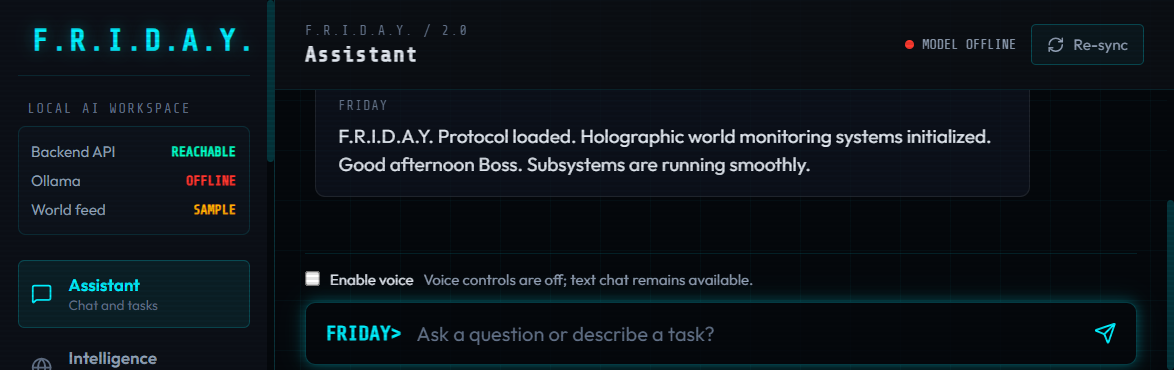 F.R.I.D.A.Y.
LOCAL AI WORKSPACE
Backend API REACHABLE
Ollama OFFLINE
World feed SAMPLE
Assistant
Chat and tasks
Intelligence
F.R.I.D.A.Y. / 2.0
Assistant
MODEL OFFLINE
Re-sync
FRIDAY
F.R.I.D.A.Y. Protocol loaded. Holographic world monitoring systems initialized.
Good afternoon Boss. Subsystems are running smoothly.
Enable voice Voice controls are off; text chat remains available.
FRIDAY> Ask a question or describe a task?